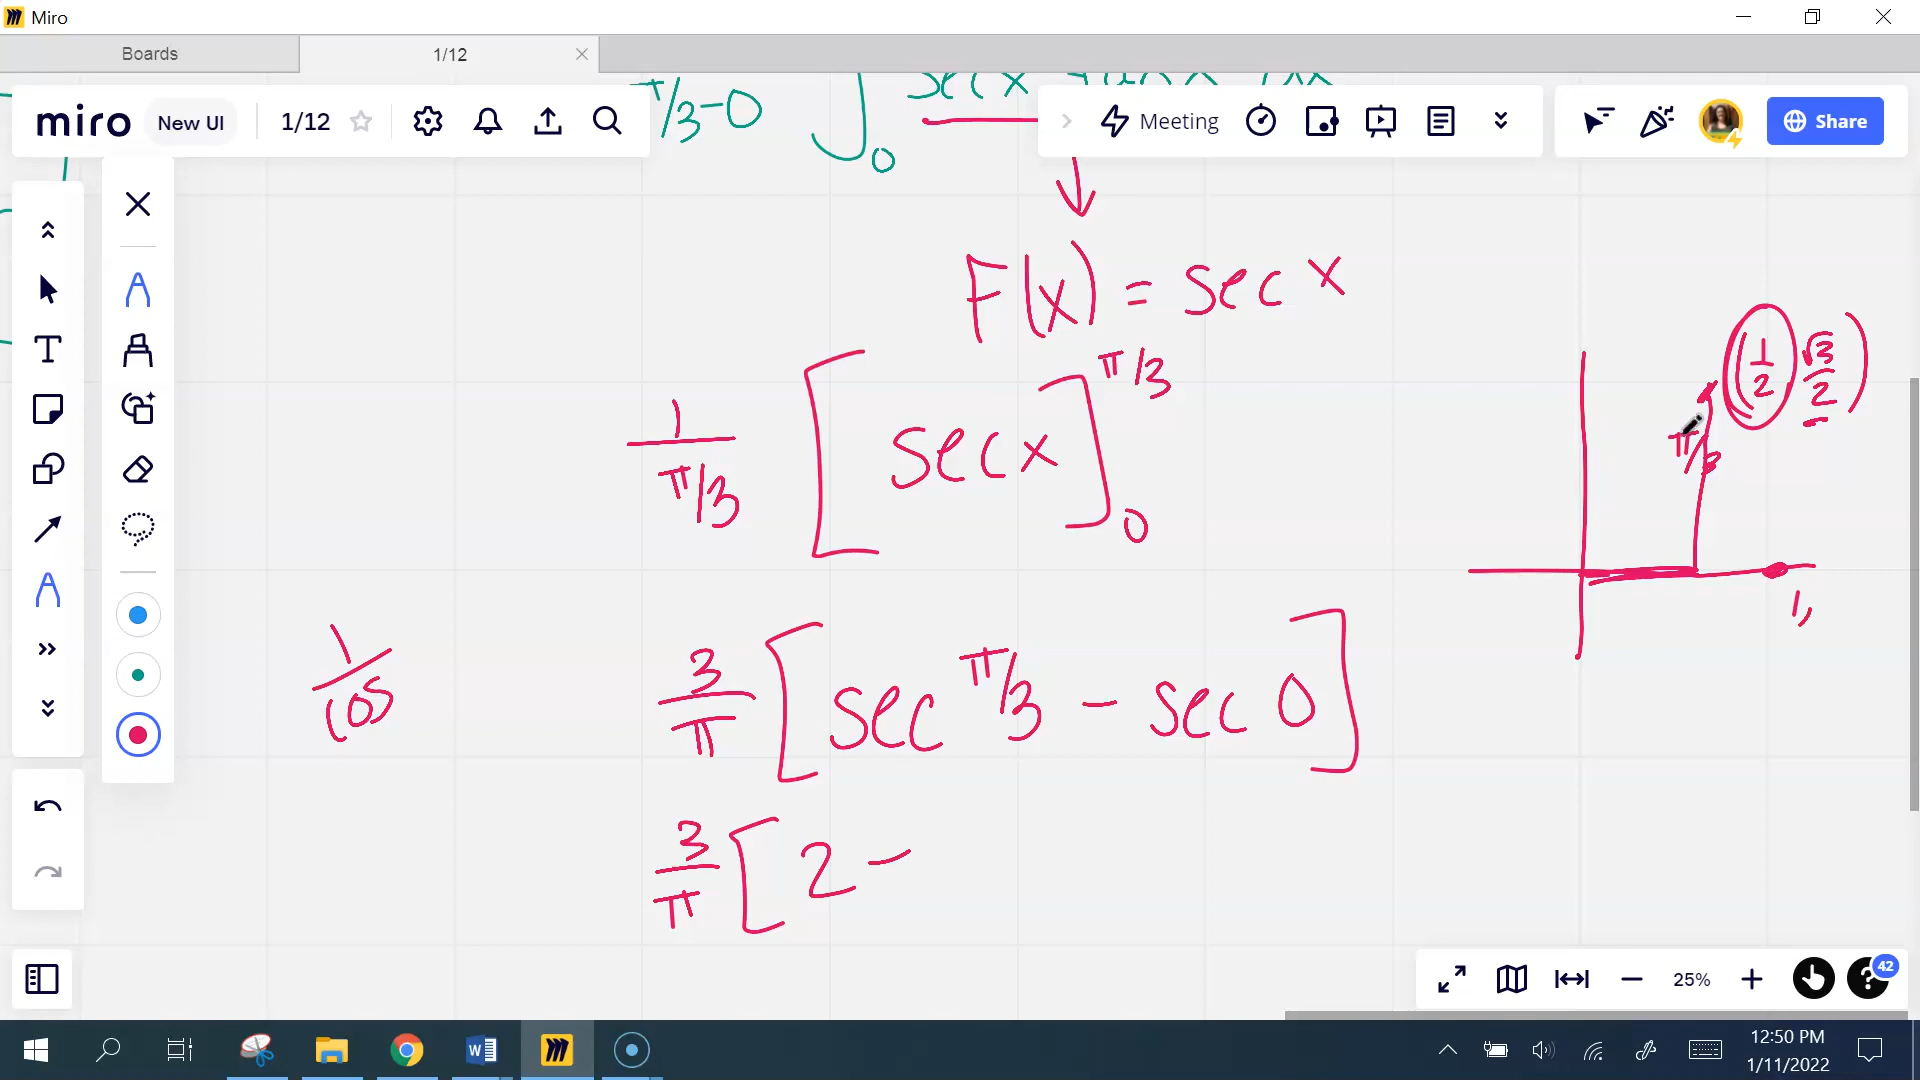 Miro
Boards
1/12
miro New UI 1/12
Meeting
Share
π/3-0 ∫ 0 sec x
F(x) = sec x
1
π/3
[ sec x ] π/3
0
(1/2 √3/2)
π/3
1,
1
cos
3/π [ sec π/3 - sec 0 ]
3/π [ 2 -
25%
42
12:50 PM
1/11/2022